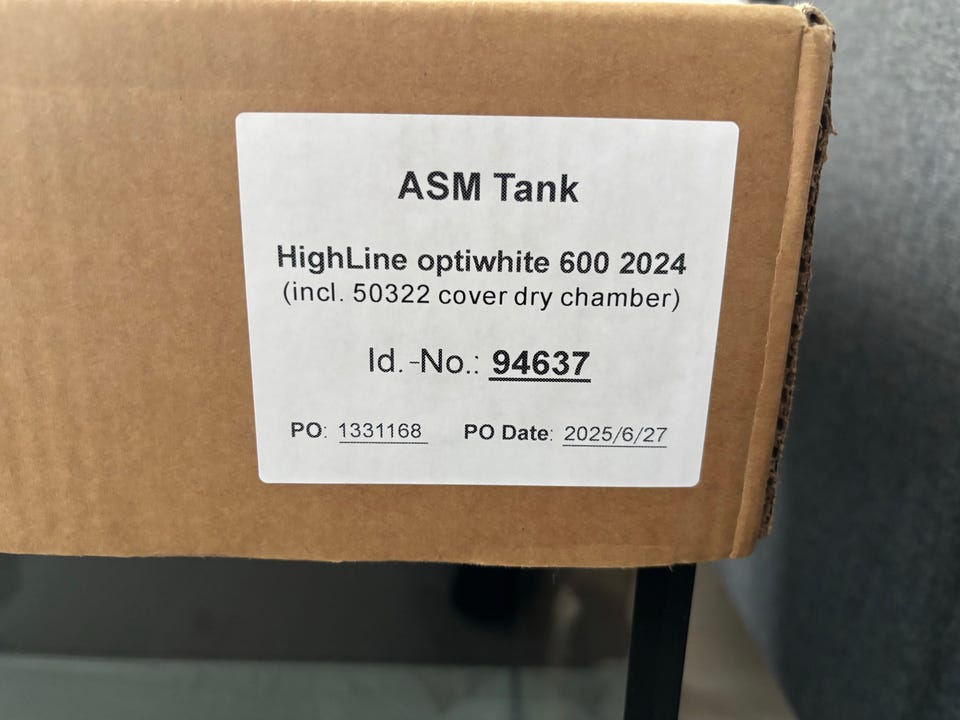 ASM Tank
HighLine optiwhite 600 2024
(incl. 50322 cover dry chamber)
Id.-No.: 94637
PO: 1331168 PO Date: 2025/6/27